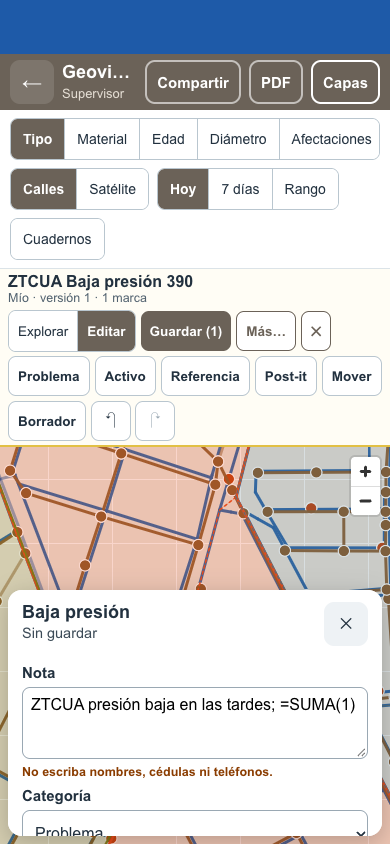 ←
Geovi...
Supervisor
Compartir
PDF
Capas
Tipo
Material
Edad
Diámetro
Afectaciones
Calles
Satélite
Hoy
7 días
Rango
Cuadernos
ZTCUA Baja presión 390
Mío · versión 1 · 1 marca
Explorar
Editar
Guardar (1)
Más...
×
Problema
Activo
Referencia
Post-it
Mover
Borrador
+
−
Baja presión
Sin guardar
×
Nota
ZTCUA presión baja en las tardes; =SUMA(1)
No escriba nombres, cédulas ni teléfonos.
Categoría
Problema